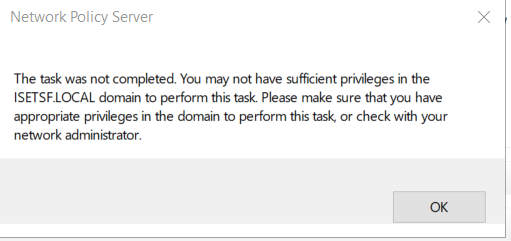 Network Policy Server
The task was not completed. You may not have sufficient privileges in the
ISETSF.LOCAL domain to perform this task. Please make sure that you have
appropriate privileges in the domain to perform this task, or check with your
network administrator.
OK